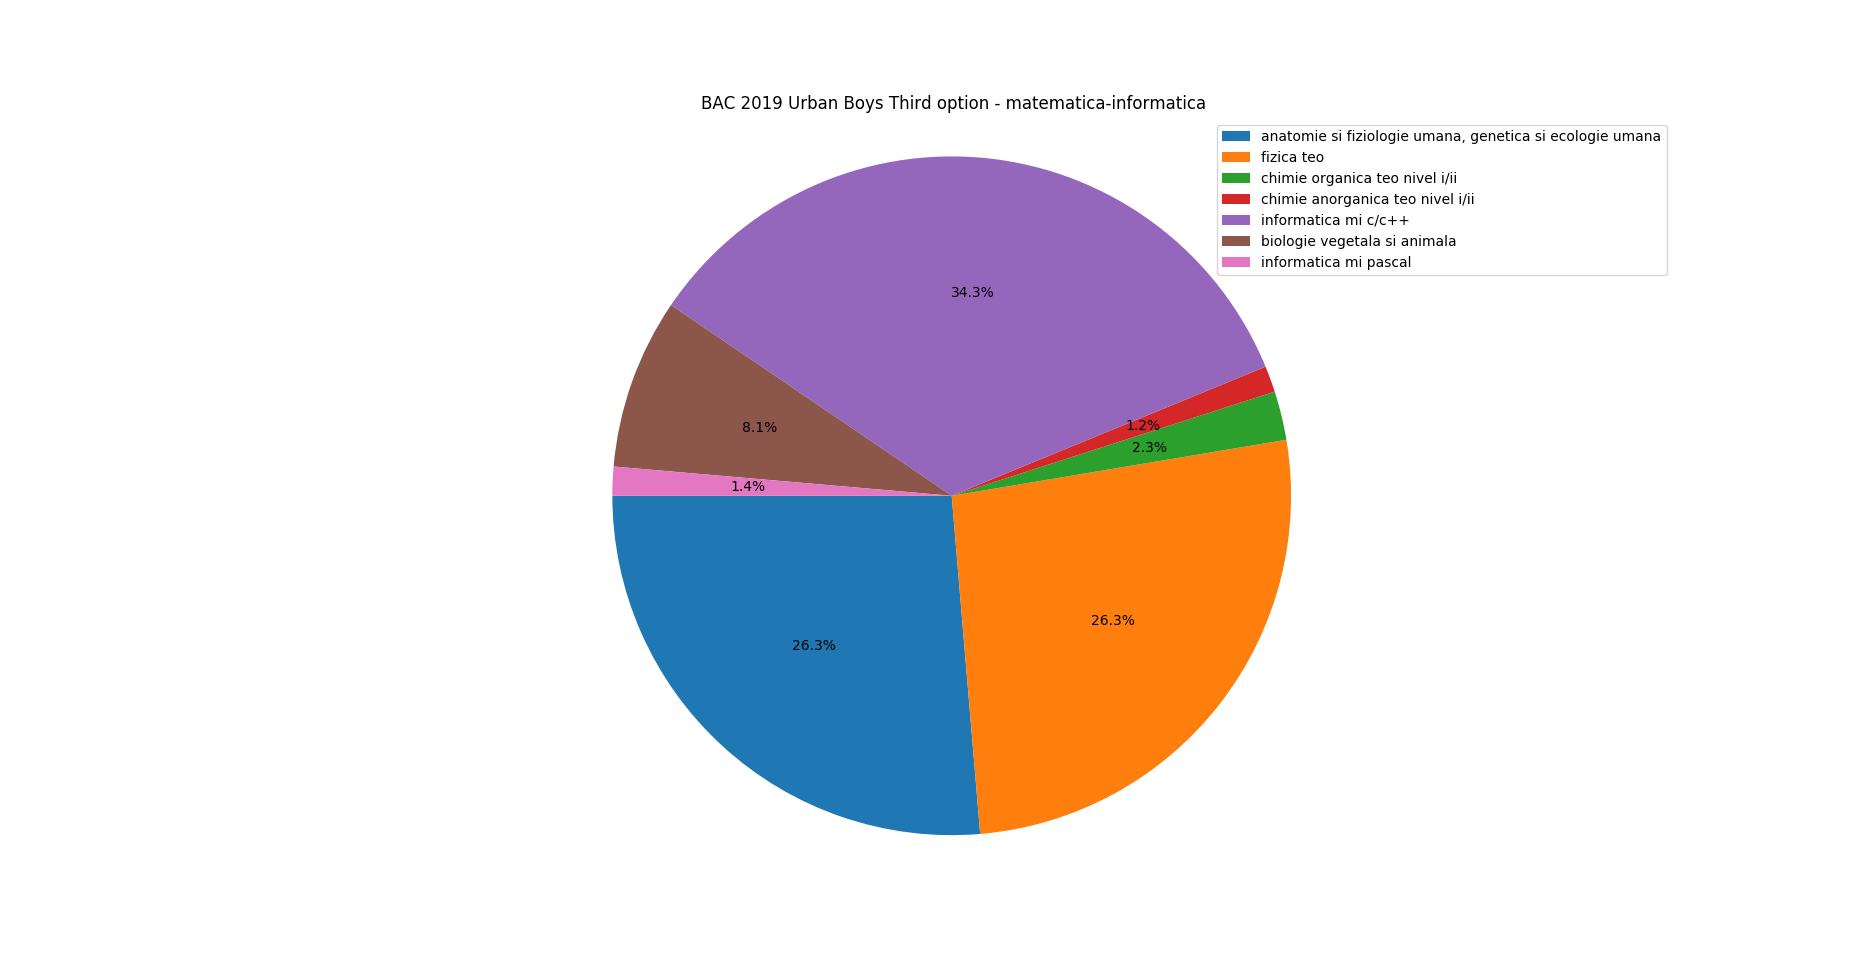 BAC 2019 Urban Boys Third option - matematica-informatica
anatomie si fiziologie umana, genetica si ecologie umana
fizica teo
chimie organica teo nivel i/ii
chimie anorganica teo nivel i/ii
informatica mi c/c++
biologie vegetala si animala
informatica mi pascal
34.3%
1.2%
8.1%
2.3%
1.4%
26.3%
26.3%